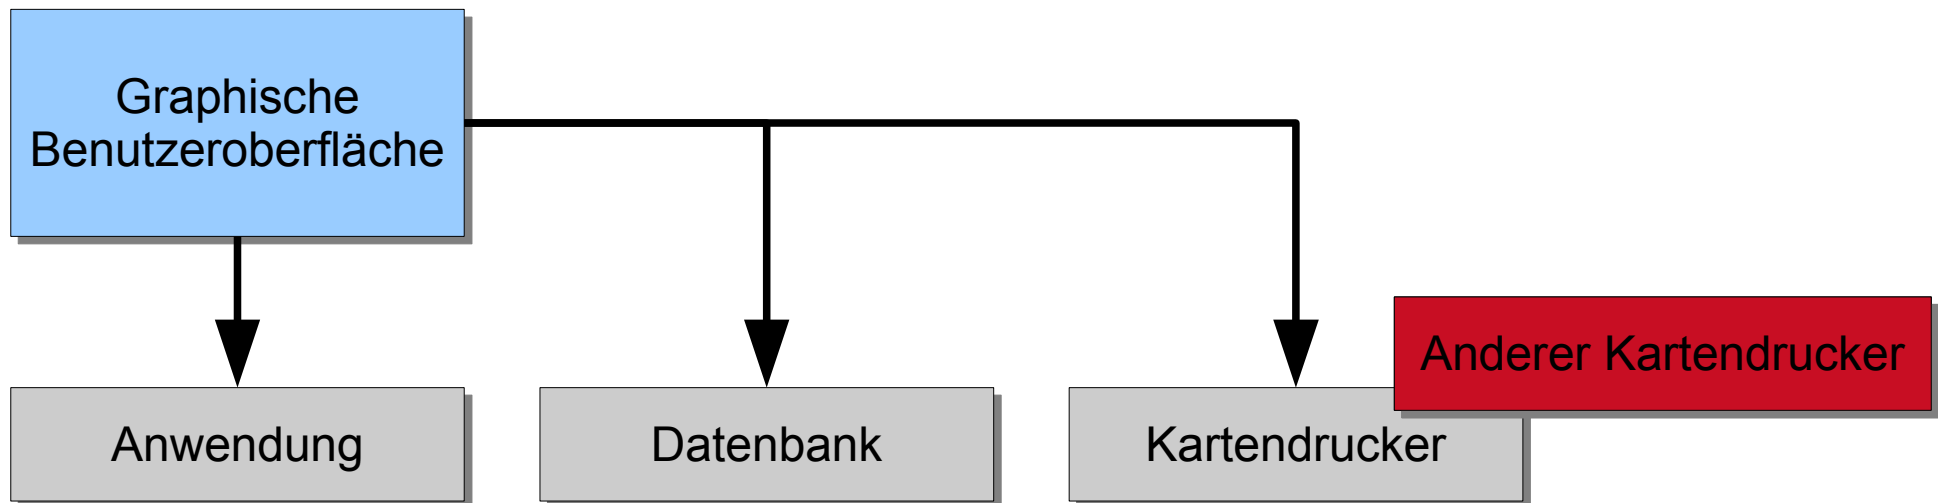 Graphische
Benutzeroberfläche
Anderer Kartendrucker
Anwendung
Datenbank
Kartendrucker